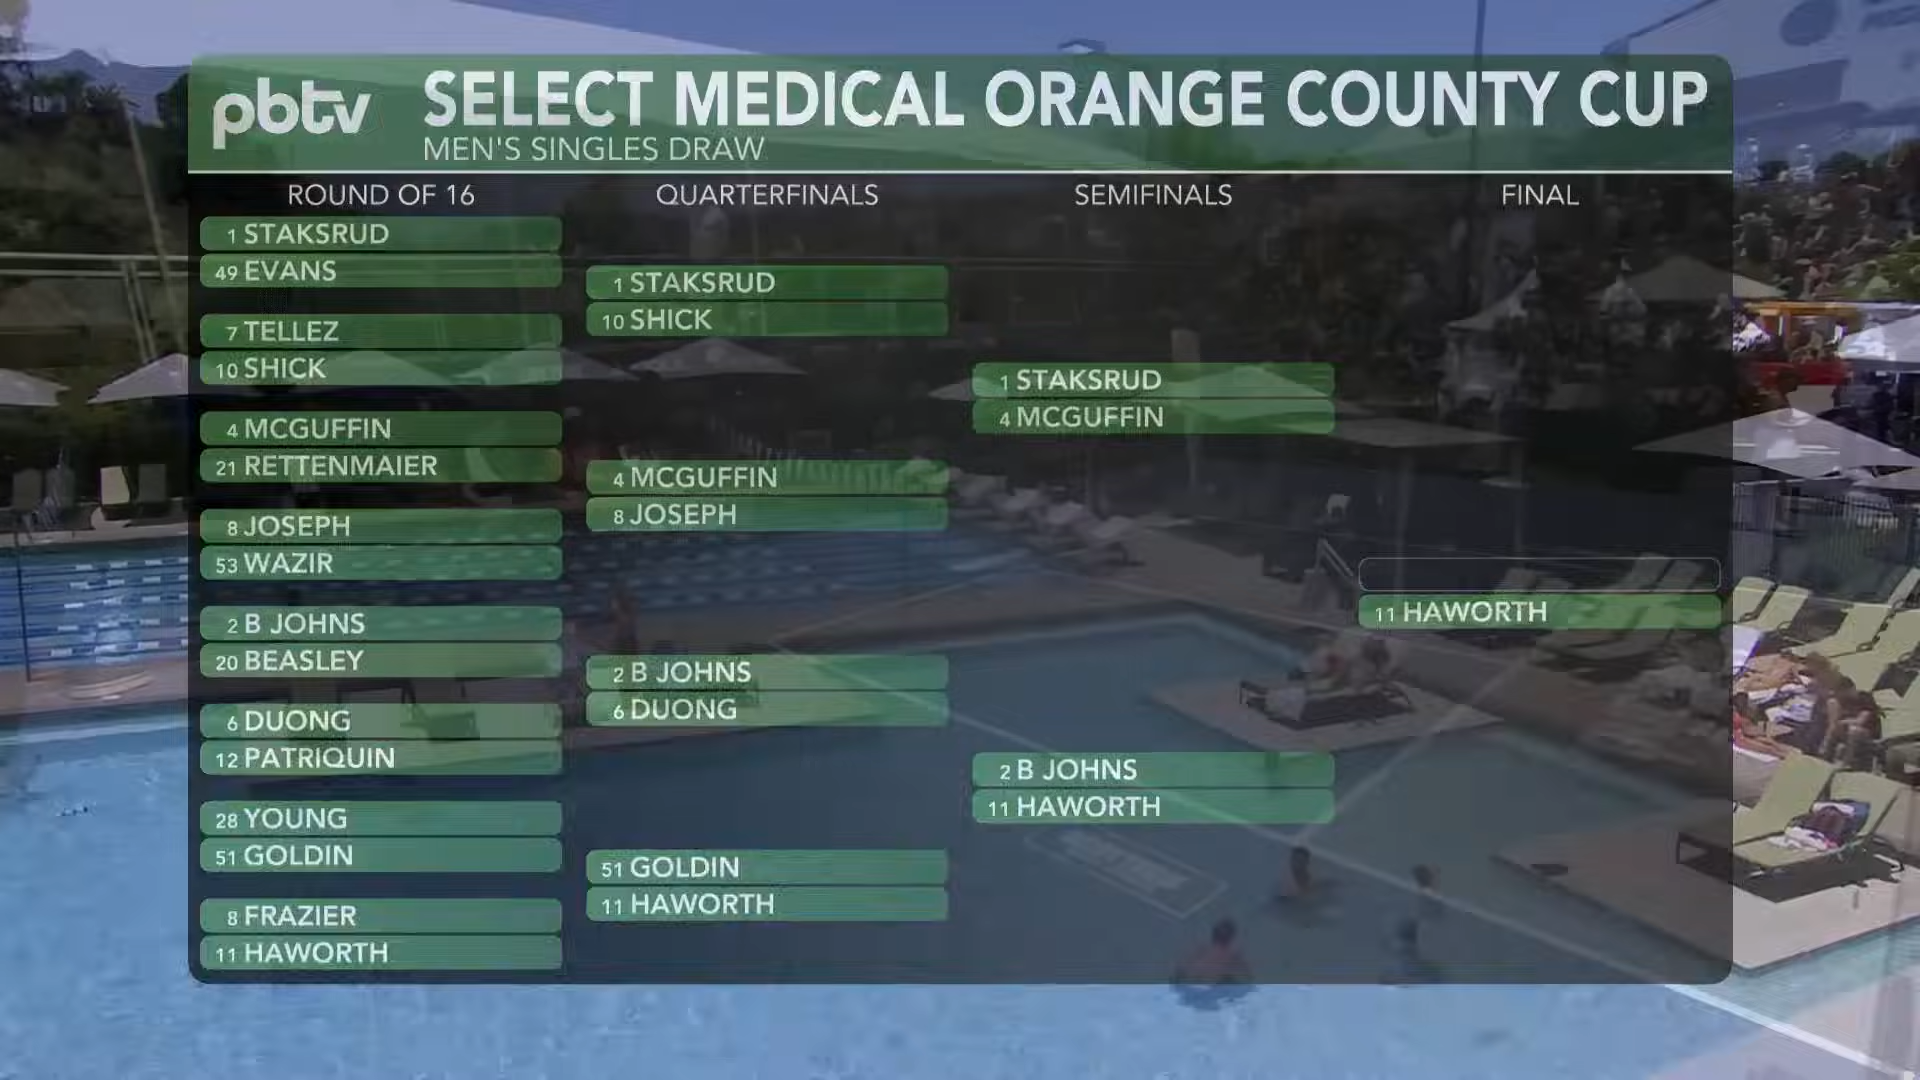 pbtv
SELECT MEDICAL ORANGE COUNTY CUP
MEN'S SINGLES DRAW
ROUND OF 16
1 STAKSRUD
49 EVANS
7 TELLEZ
10 SHICK
4 MCGUFFIN
21 RETTENMAIER
8 JOSEPH
53 WAZIR
2 B JOHNS
20 BEASLEY
6 DUONG
12 PATRIQUIN
28 YOUNG
51 GOLDIN
8 FRAZIER
11 HAWORTH
QUARTERFINALS
1 STAKSRUD
10 SHICK
4 MCGUFFIN
8 JOSEPH
2 B JOHNS
6 DUONG
51 GOLDIN
11 HAWORTH
SEMIFINALS
1 STAKSRUD
4 MCGUFFIN
2 B JOHNS
11 HAWORTH
FINAL
11 HAWORTH